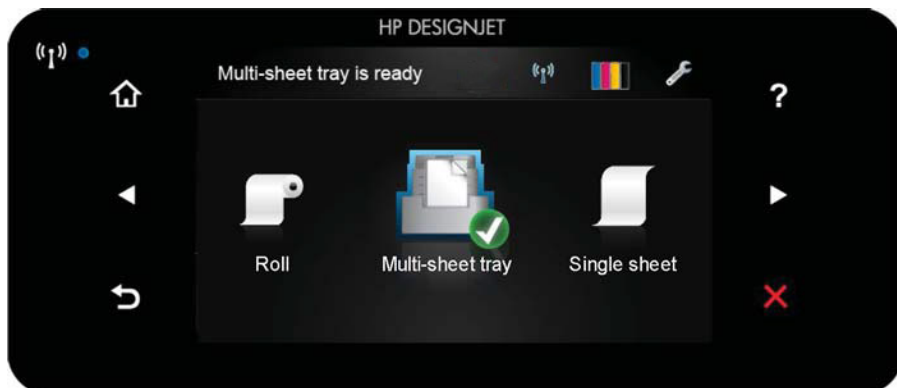 HP DESIGNJET
Multi-sheet tray is ready
?
Roll
Multi-sheet tray
Single sheet